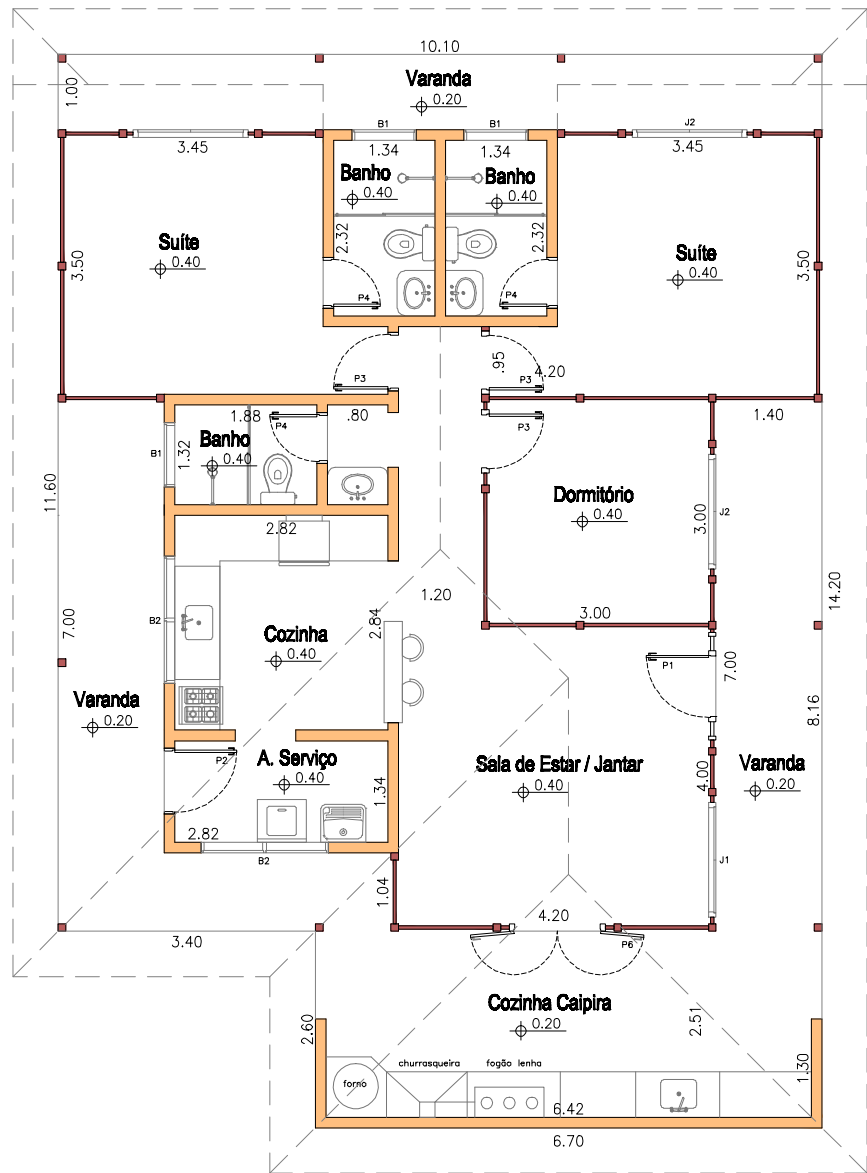 10.10
Varanda
0.20
1.00
B1
B1
J2
3.45
1.34
1.34
3.45
Banho
0.40
Banho
0.40
Suíte
0.40
2.32
2.32
Suíte
0.40
3.50
3.50
P4
P4
.95
P3
P3
4.20
1.88
P4
.80
P3
1.40
B1
1.32
Banho
0.40
11.60
Dormitório
0.40
3.00
J2
2.82
14.20
1.20
3.00
7.00
B2
2.84
Cozinha
0.40
P1
7.00
Varanda
0.20
8.16
P2
A. Serviço
0.40
Sala de Estar / Jantar
0.40
Varanda
0.20
4.00
1.34
2.82
B2
J1
1.04
4.20
3.40
P6
Cozinha Caipira
0.20
2.60
2.51
1.30
churrasqueira
fogão lenha
forno
6.42
6.70